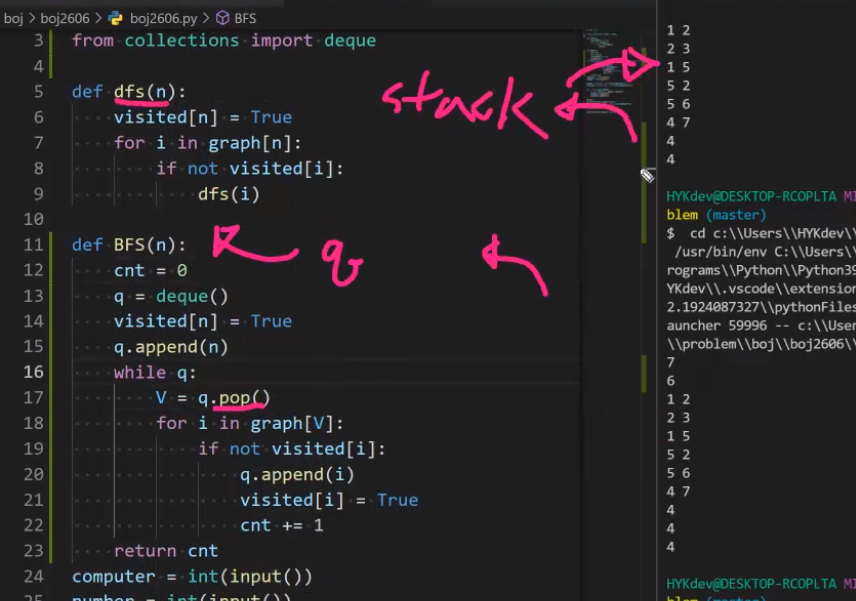 boj > boj2606 > boj2606.py > BFS
3 from collections import deque
4
5 def dfs(n):
6 visited[n] = True
7 for i in graph[n]:
8 if not visited[i]:
9 dfs(i)
10
11 def BFS(n):
12 cnt = 0
13 q = deque()
14 visited[n] = True
15 q.append(n)
16 while q:
17 V = q.pop()
18 for i in graph[V]:
19 if not visited[i]:
20 q.append(i)
21 visited[i] = True
22 cnt += 1
23 return cnt
24 computer = int(input())
25 number = int(input())
stack
q
1 2
2 3
1 5
5 2
5 6
4 7
4
4
HYKdev@DESKTOP-RCOPLTA MI
blem (master)
$ cd c:\\Users\\HYKdev\\
/usr/bin/env C:\\Users\\
rograms\\Python\\Python39
YKdev\\.vscode\\extension
2.1924087327\\pythonFiles
auncher 59996 -- c:\\User
\\problem\\boj\\boj2606\\
7
6
1 2
2 3
1 5
5 2
5 6
4 7
4
4
4
HYKdev@DESKTOP-RCOPLTA MI
blem (master)